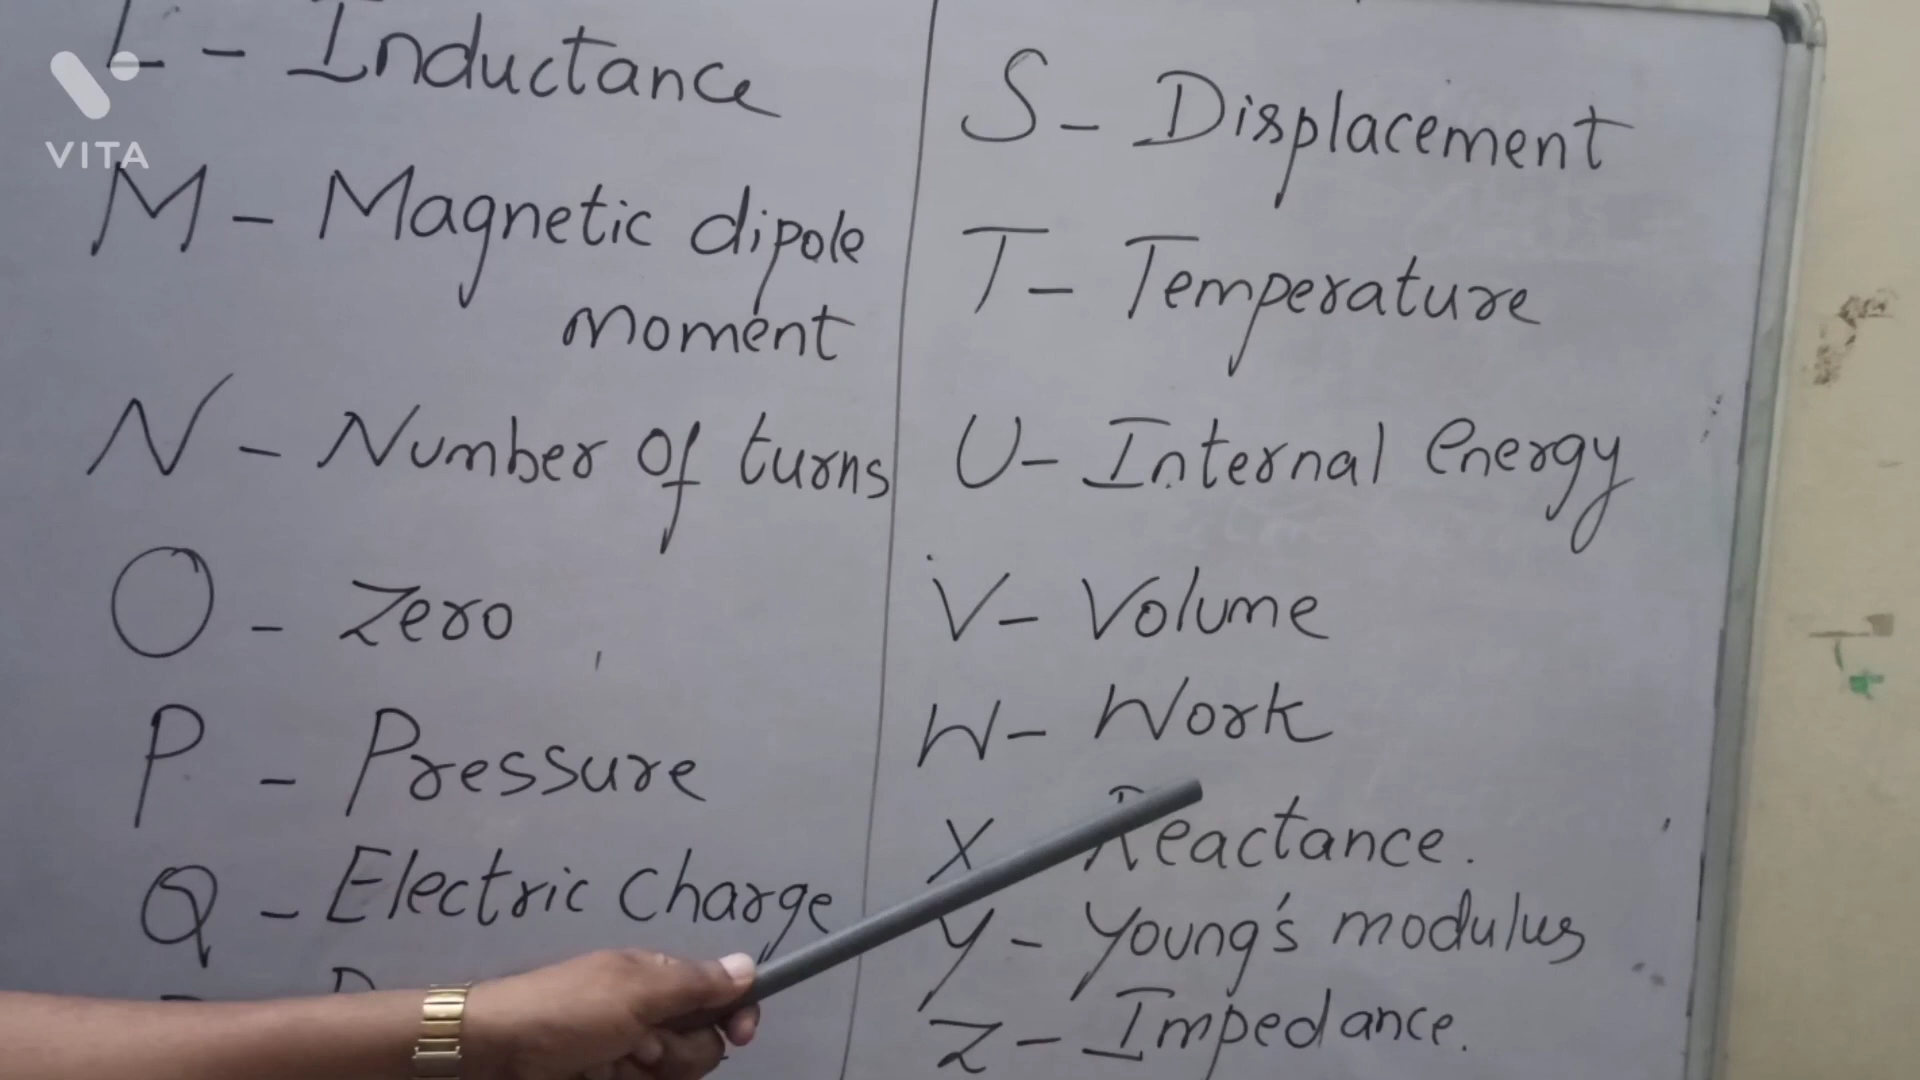 L - Inductance
M - Magnetic dipole
moment
N - Number of turns
O - Zero
P - Pressure
Q - Electric charge
S - Displacement
T - Temperature
U - Internal energy
V - Volume
W - Work
X Reactance.
Y - Young's modulus
Z - Impedance.
VITA